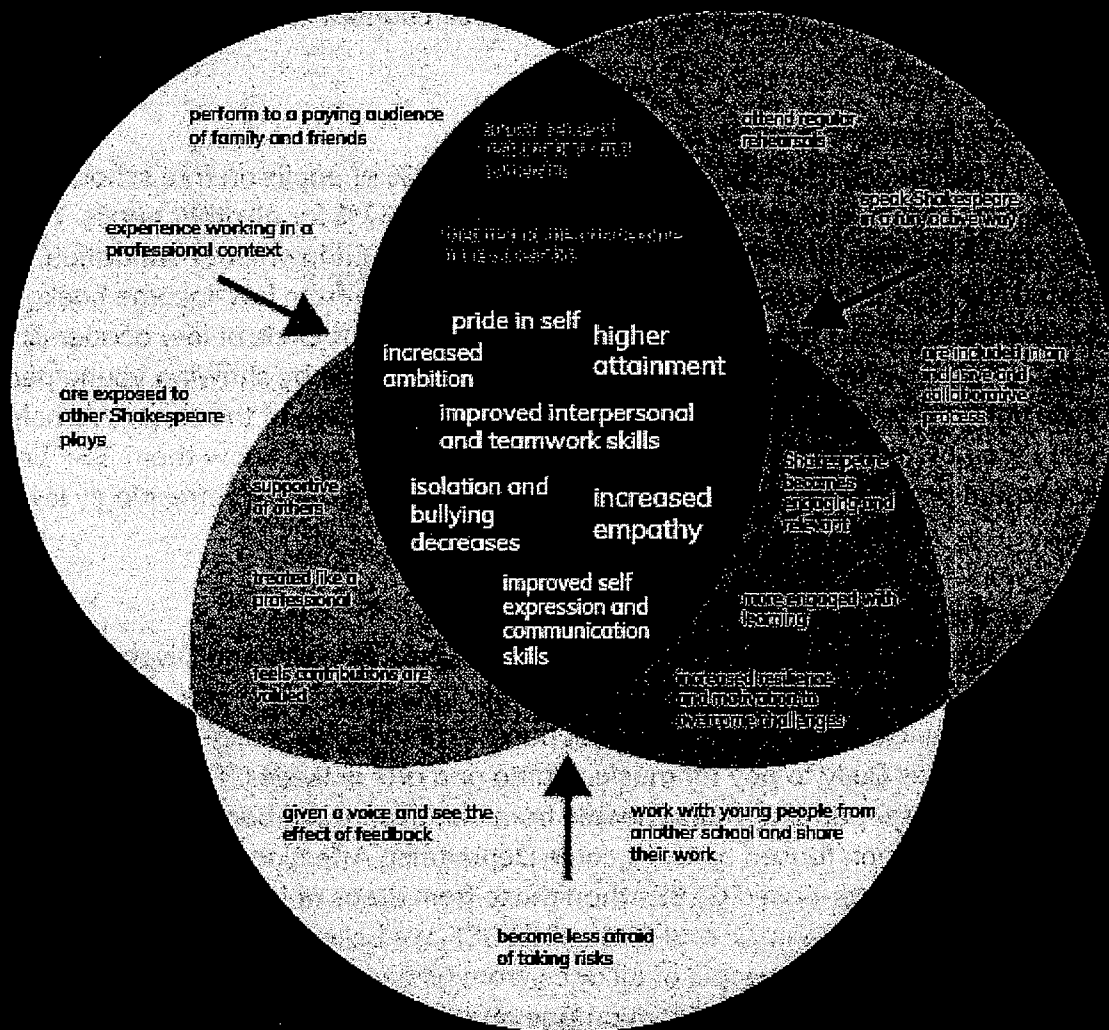 perform to a paying audience
of family and friends
attend regular
rehearsals
experience working in a
professional context
speak Shakespeare
in a fun, active way
pride in self
higher
attainment
increased
ambition
are included in an
inclusive and
collaborative
process
are exposed to
other Shakespeare
plays
improved interpersonal
and teamwork skills
Shakespeare
becomes
engaging and
relevant
supportive
of others
isolation and
bullying
decreases
increased
empathy
treated like a
professional
improved self
expression and
communication
skills
more engaged with
learning
feels contributions are
valued
increased resilience
and motivation to
overcome challenges
given a voice and see the
effect of feedback
work with young people from
another school and share
their work
become less afraid
of taking risks